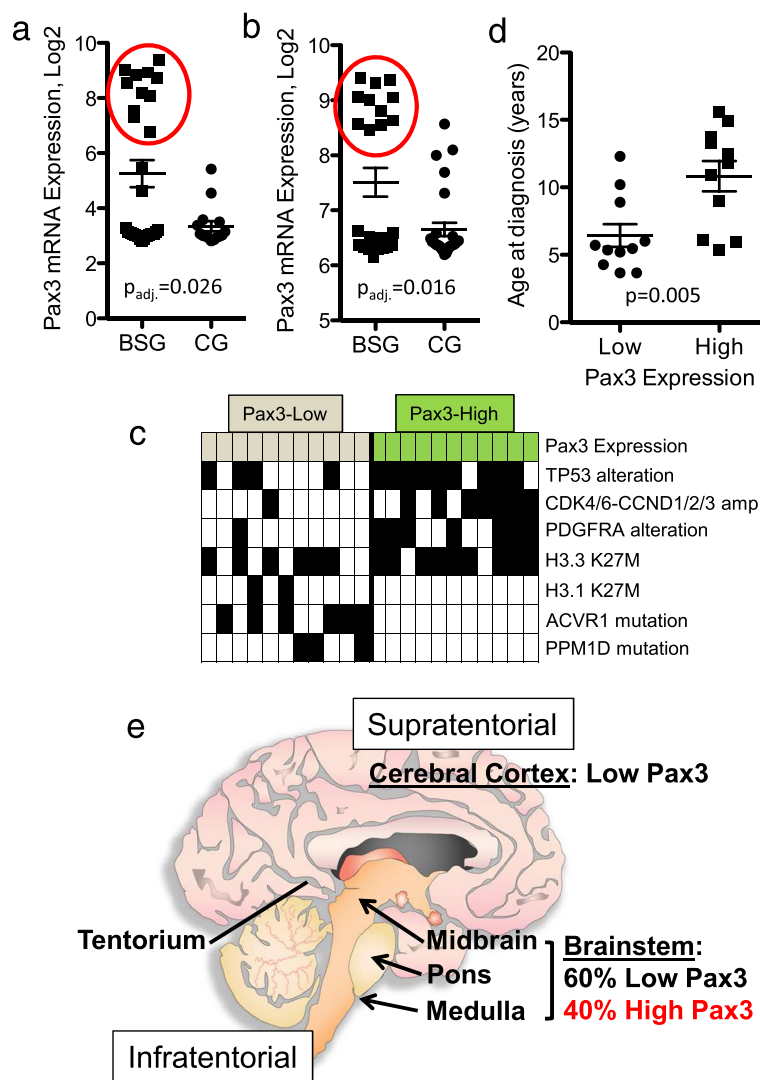 a
Pax3 mRNA Expression, Log2
10
8
6
4
2
0
p adj.=0.026
BSG CG
b
Pax3 mRNA Expression, Log2
10
9
8
7
6
5
p adj.=0.016
BSG CG
d
Age at diagnosis (years)
20
15
10
5
0
p=0.005
Low High
Pax3 Expression
c
Pax3-Low Pax3-High
Pax3 Expression
TP53 alteration
CDK4/6-CCND1/2/3 amp
PDGFRA alteration
H3.3 K27M
H3.1 K27M
ACVR1 mutation
PPM1D mutation
e
Supratentorial
Cerebral Cortex: Low Pax3
Tentorium
Midbrain
Pons
Medulla
Brainstem:
60% Low Pax3
40% High Pax3
Infratentorial